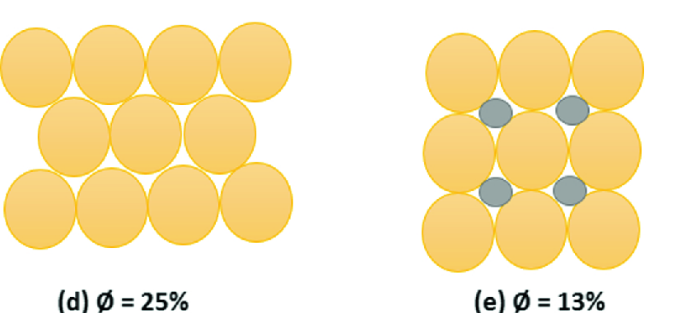 (d) Ø = 25%
(e) Ø = 13%